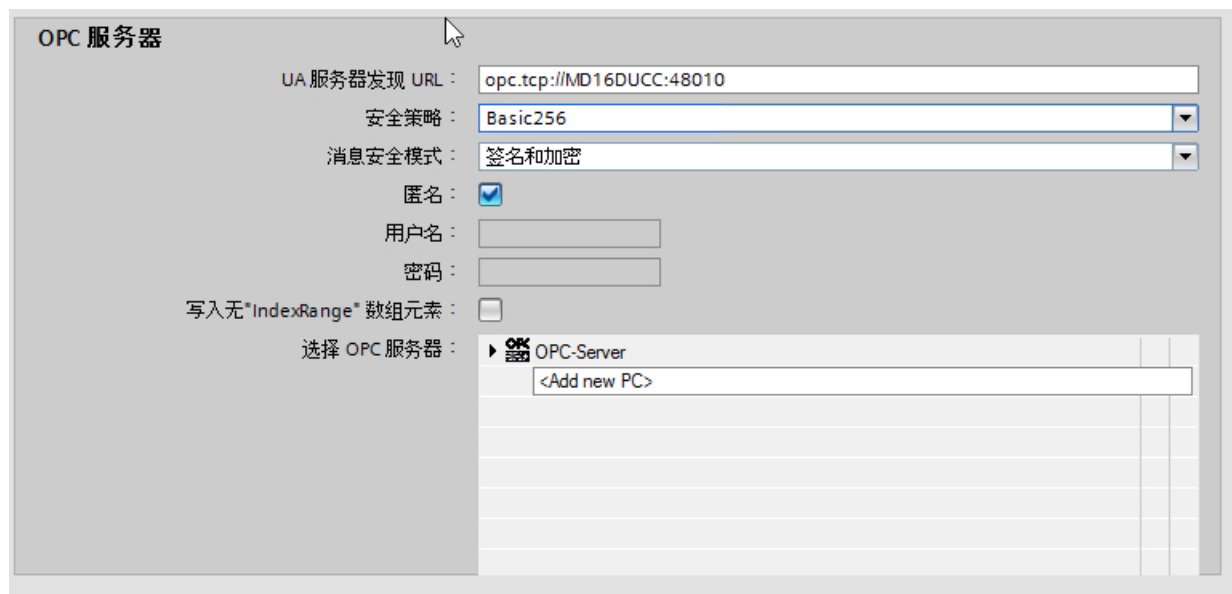 OPC 服务器
UA 服务器发现 URL： opc.tcp://MD16DUCC:48010
安全策略： Basic256
消息安全模式： 签名和加密
匿名：
用户名：
密码：
写入无"IndexRange" 数组元素：
选择 OPC 服务器： OPC-Server
<Add new PC>